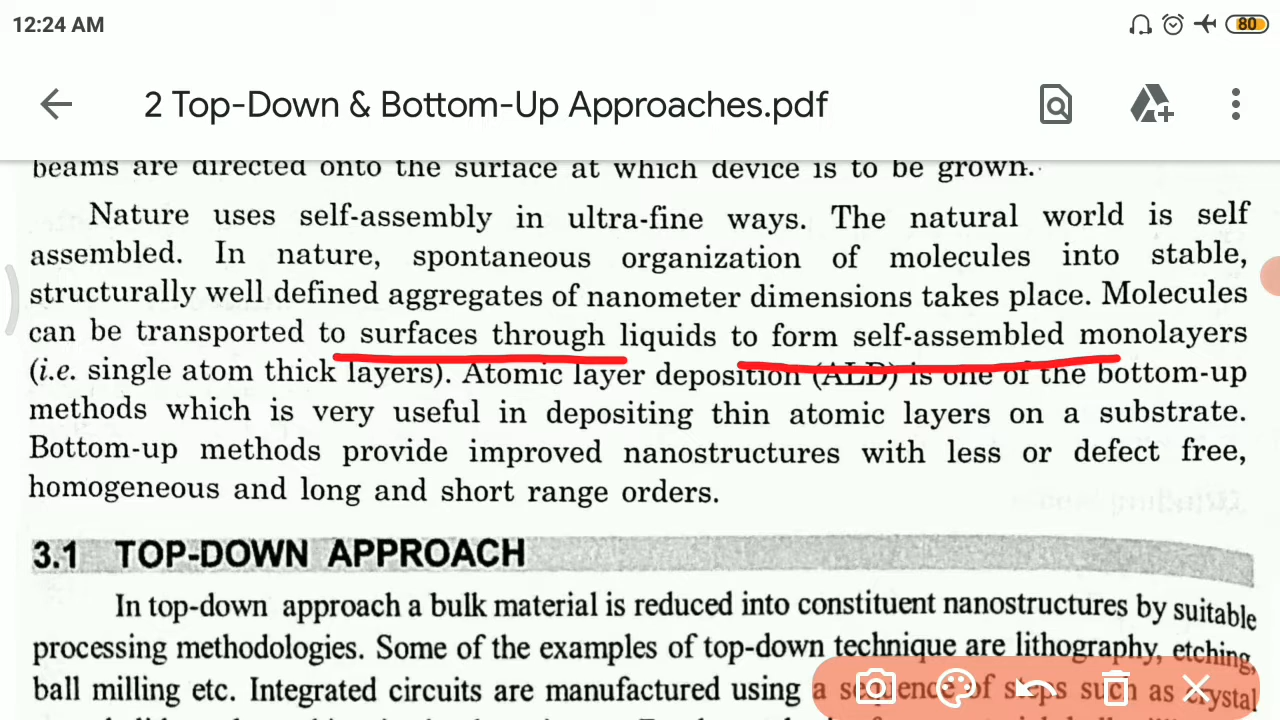 12:24 AM
80
2 Top-Down & Bottom-Up Approaches.pdf
beams are directed onto the surface at which device is to be grown.
Nature uses self-assembly in ultra-fine ways. The natural world is self
assembled. In nature, spontaneous organization of molecules into stable,
structurally well defined aggregates of nanometer dimensions takes place. Molecules
can be transported to surfaces through liquids to form self-assembled monolayers
(i.e. single atom thick layers). Atomic layer deposition (ALD) is one of the bottom-up
methods which is very useful in depositing thin atomic layers on a substrate.
Bottom-up methods provide improved nanostructures with less or defect free,
homogeneous and long and short range orders.
3.1 TOP-DOWN APPROACH
In top-down approach a bulk material is reduced into constituent nanostructures by suitable
processing methodologies. Some of the examples of top-down technique are lithography, etching,
ball milling etc. Integrated circuits are manufactured using a sequence of steps such as crystal